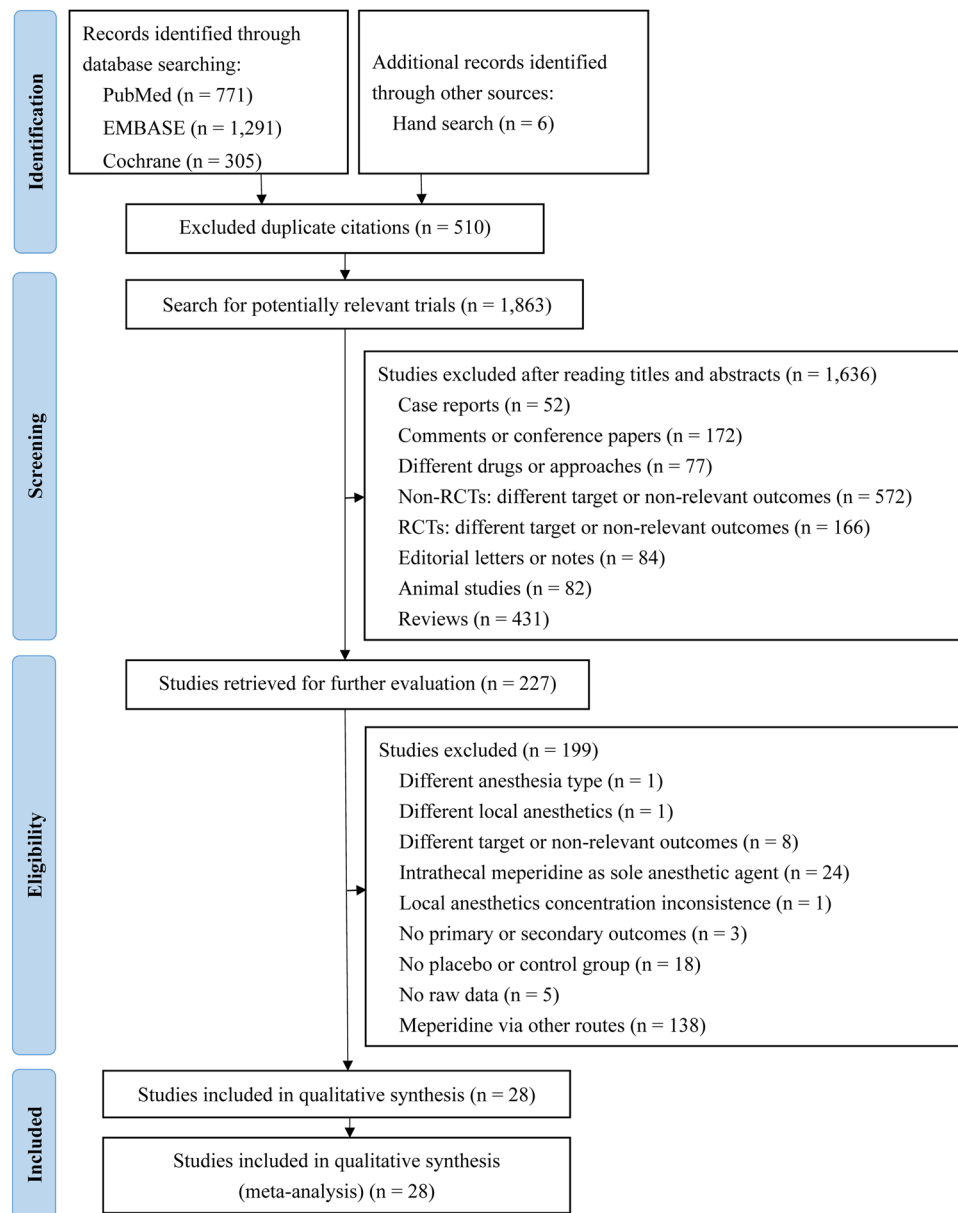 Identification
Records identified through
database searching:
PubMed (n = 771)
EMBASE (n = 1,291)
Cochrane (n = 305)
Additional records identified
through other sources:
Hand search (n = 6)
Excluded duplicate citations (n = 510)
Screening
Search for potentially relevant trials (n = 1,863)
Studies excluded after reading titles and abstracts (n = 1,636)
Case reports (n = 52)
Comments or conference papers (n = 172)
Different drugs or approaches (n = 77)
Non-RCTs: different target or non-relevant outcomes (n = 572)
RCTs: different target or non-relevant outcomes (n = 166)
Editorial letters or notes (n = 84)
Animal studies (n = 82)
Reviews (n = 431)
Eligibility
Studies retrieved for further evaluation (n = 227)
Studies excluded (n = 199)
Different anesthesia type (n = 1)
Different local anesthetics (n = 1)
Different target or non-relevant outcomes (n = 8)
Intrathecal meperidine as sole anesthetic agent (n = 24)
Local anesthetics concentration inconsistence (n = 1)
No primary or secondary outcomes (n = 3)
No placebo or control group (n = 18)
No raw data (n = 5)
Meperidine via other routes (n = 138)
Included
Studies included in qualitative synthesis (n = 28)
Studies included in qualitative synthesis
(meta-analysis) (n = 28)